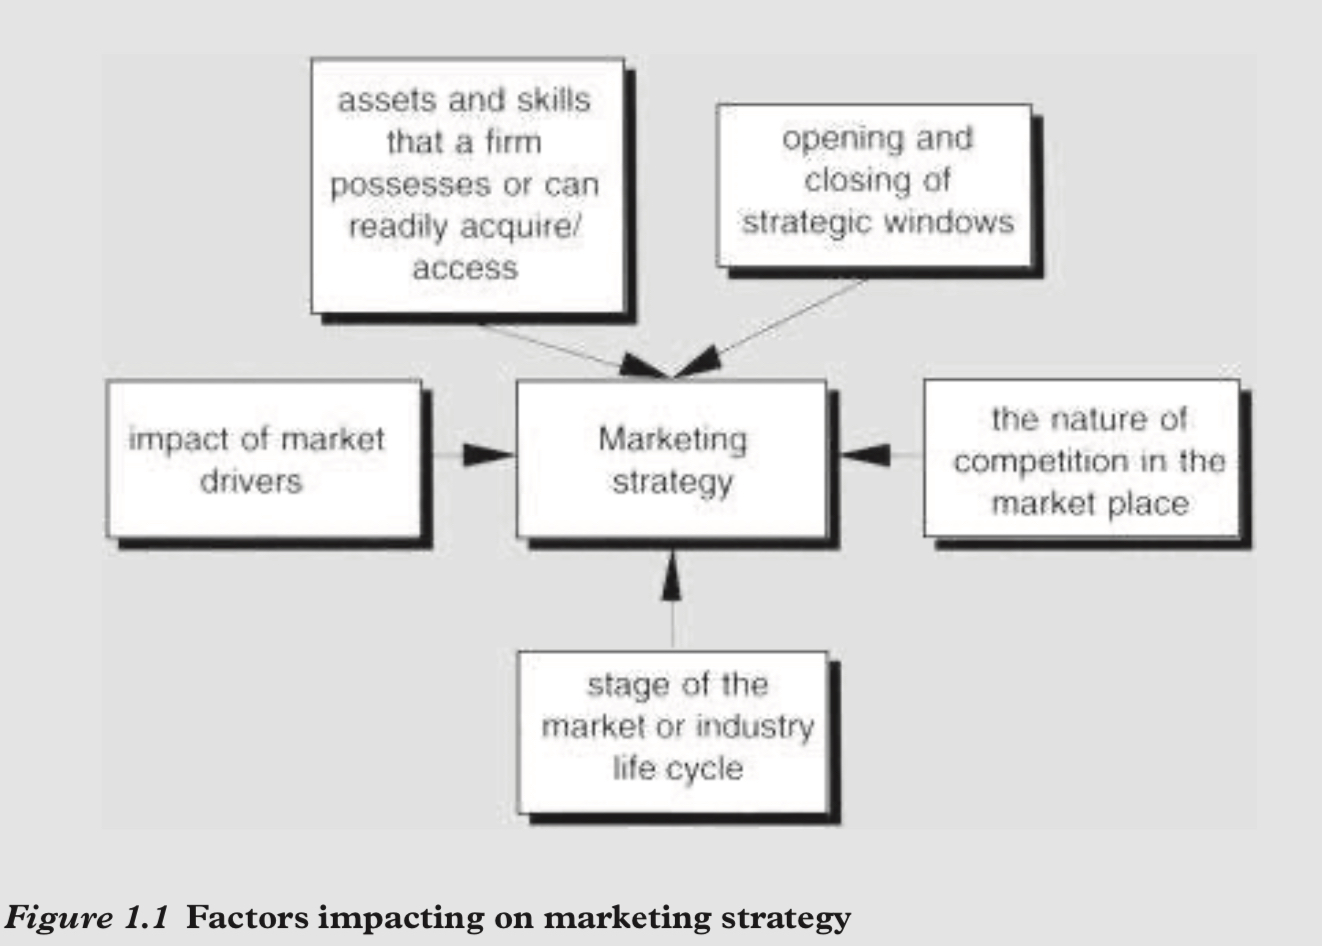 assets and skills
that a firm
possesses or can
readily acquire/
access
opening and
closing of
strategic windows
impact of market
drivers
Marketing
strategy
the nature of
competition in the
market place
stage of the
market or industry
life cycle
Figure 1.1 Factors impacting on marketing strategy